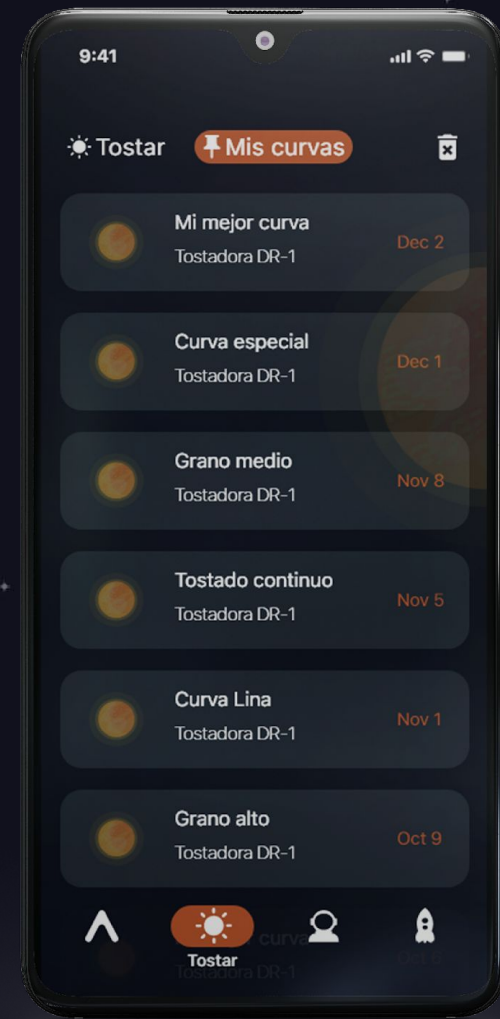 9:41
Tostar
Mis curvas
Mi mejor curva
Tostadora DR-1
Dec 2
Curva especial
Tostadora DR-1
Dec 1
Grano medio
Tostadora DR-1
Nov 8
Tostado continuo
Tostadora DR-1
Nov 5
Curva Lina
Tostadora DR-1
Nov 1
Grano alto
Tostadora DR-1
Oct 9
curva
Tostar
Tostadora DR-1